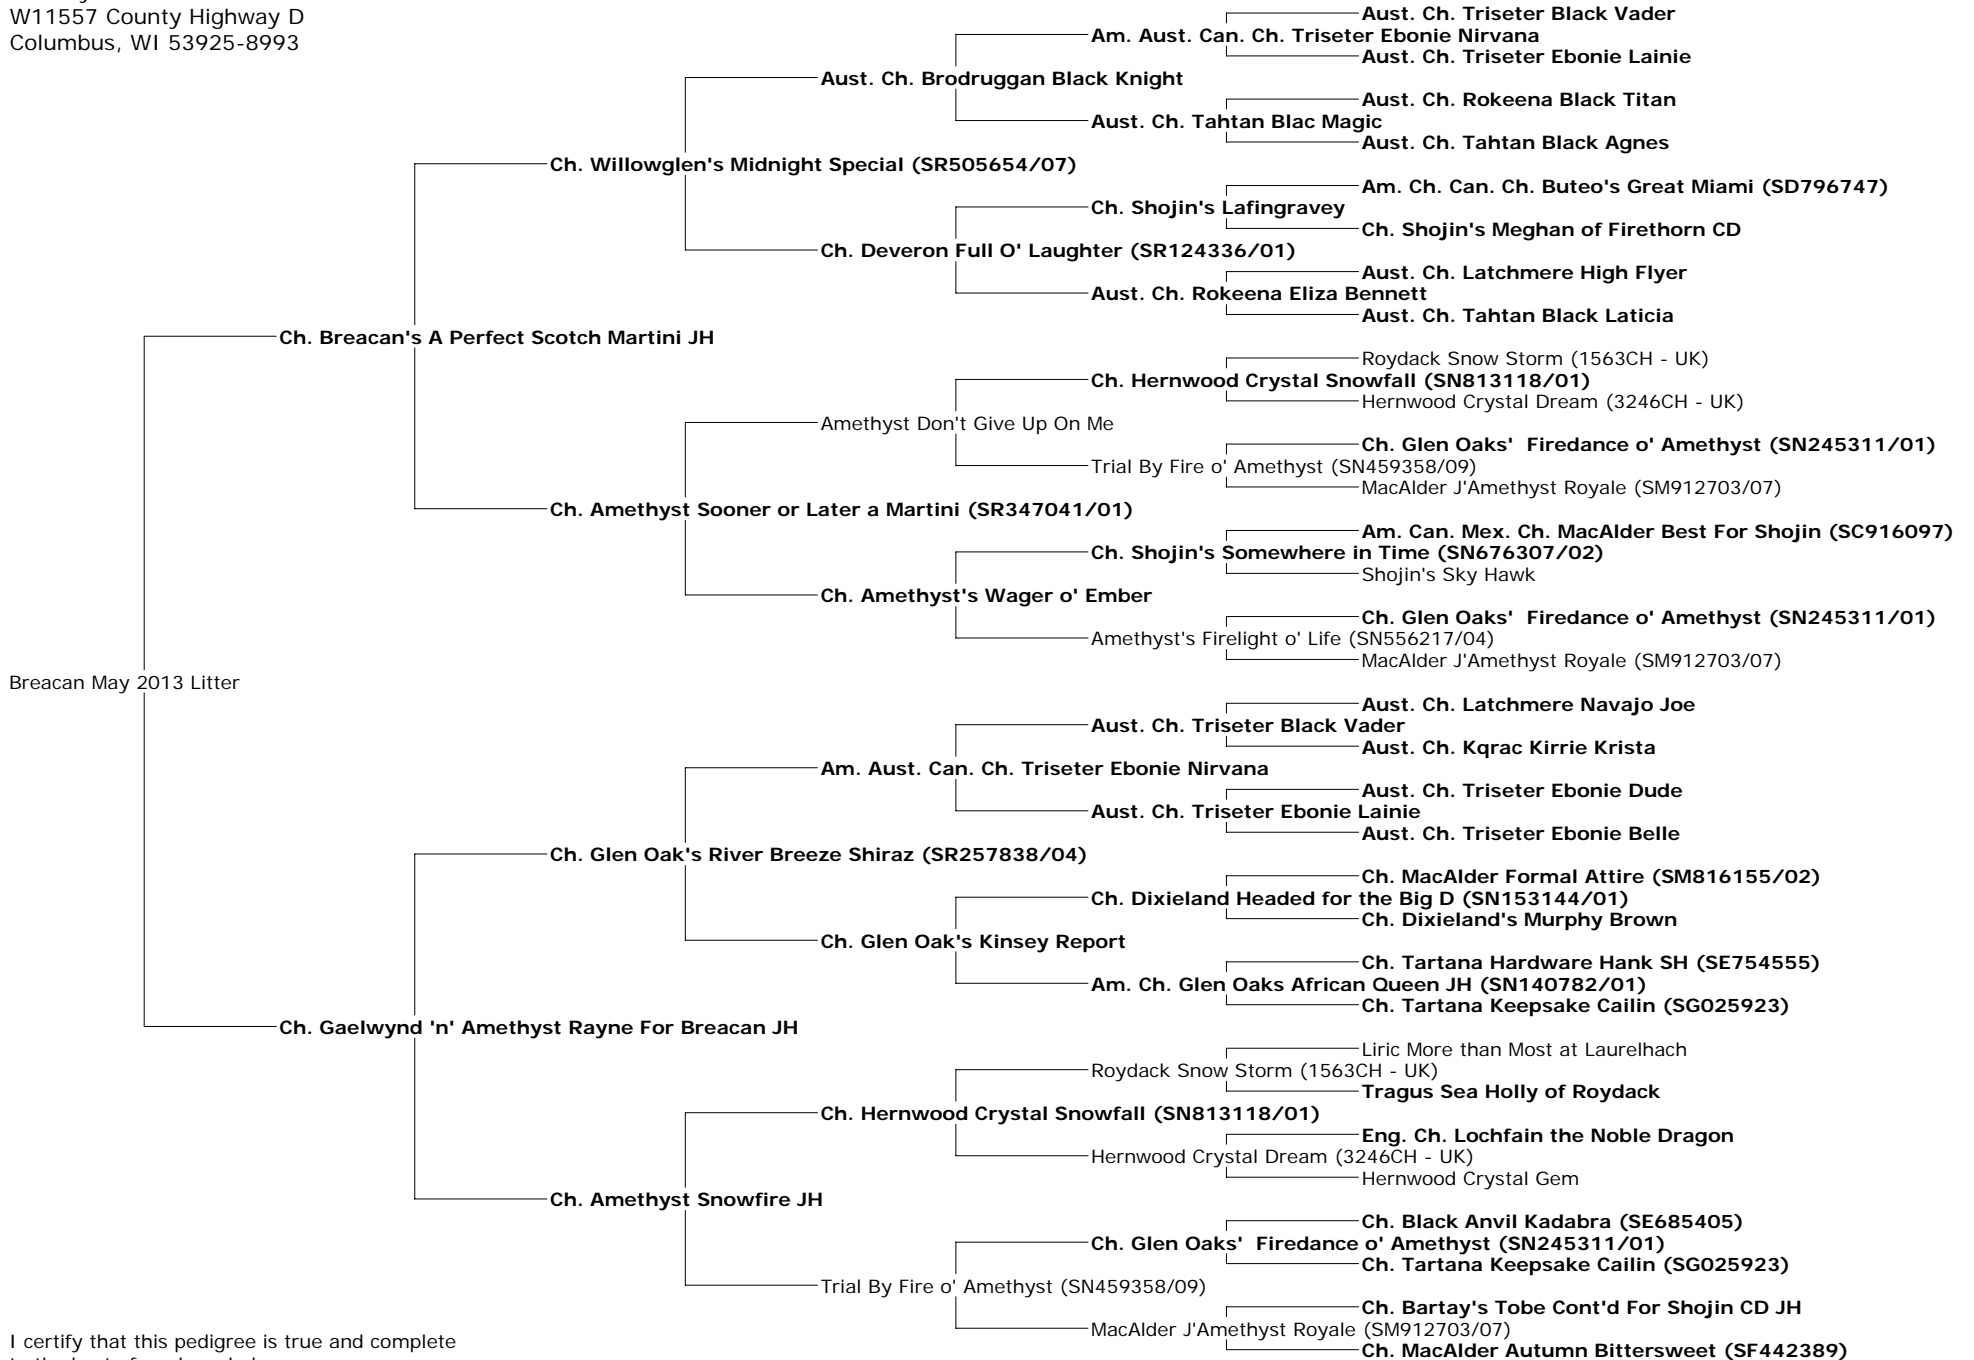 W11557 County Highway D
Columbus, WI 53925-8993
Aust. Ch. Triseter Black Vader
Am. Aust. Can. Ch. Triseter Ebonie Nirvana
Aust. Ch. Triseter Ebonie Lainie
Aust. Ch. Brodruggan Black Knight
Aust. Ch. Rokeena Black Titan
Aust. Ch. Tahtan Blac Magic
Aust. Ch. Tahtan Black Agnes
Ch. Willowglen's Midnight Special (SR505654/07)
Am. Ch. Can. Ch. Buteo's Great Miami (SD796747)
Ch. Shojin's Lafingravey
Ch. Shojin's Meghan of Firethorn CD
Ch. Deveron Full O' Laughter (SR124336/01)
Aust. Ch. Latchmere High Flyer
Aust. Ch. Rokeena Eliza Bennett
Aust. Ch. Tahtan Black Laticia
Ch. Breacan's A Perfect Scotch Martini JH
Roydack Snow Storm (1563CH - UK)
Ch. Hernwood Crystal Snowfall (SN813118/01)
Hernwood Crystal Dream (3246CH - UK)
Amethyst Don't Give Up On Me
Ch. Glen Oaks'  Firedance o' Amethyst (SN245311/01)
Trial By Fire o' Amethyst (SN459358/09)
MacAlder J'Amethyst Royale (SM912703/07)
Ch. Amethyst Sooner or Later a Martini (SR347041/01)
Am. Can. Mex. Ch. MacAlder Best For Shojin (SC916097)
Ch. Shojin's Somewhere in Time (SN676307/02)
Shojin's Sky Hawk
Ch. Amethyst's Wager o' Ember
Ch. Glen Oaks'  Firedance o' Amethyst (SN245311/01)
Amethyst's Firelight o' Life (SN556217/04)
MacAlder J'Amethyst Royale (SM912703/07)
Breacan May 2013 Litter
Aust. Ch. Latchmere Navajo Joe
Aust. Ch. Triseter Black Vader
Aust. Ch. Kqrac Kirrie Krista
Am. Aust. Can. Ch. Triseter Ebonie Nirvana
Aust. Ch. Triseter Ebonie Dude
Aust. Ch. Triseter Ebonie Lainie
Aust. Ch. Triseter Ebonie Belle
Ch. Glen Oak's River Breeze Shiraz (SR257838/04)
Ch. MacAlder Formal Attire (SM816155/02)
Ch. Dixieland Headed for the Big D (SN153144/01)
Ch. Dixieland's Murphy Brown
Ch. Glen Oak's Kinsey Report
Ch. Tartana Hardware Hank SH (SE754555)
Am. Ch. Glen Oaks African Queen JH (SN140782/01)
Ch. Tartana Keepsake Cailin (SG025923)
Ch. Gaelwynd 'n' Amethyst Rayne For Breacan JH
Liric More than Most at Laurelhach
Roydack Snow Storm (1563CH - UK)
Tragus Sea Holly of Roydack
Ch. Hernwood Crystal Snowfall (SN813118/01)
Eng. Ch. Lochfain the Noble Dragon
Hernwood Crystal Dream (3246CH - UK)
Hernwood Crystal Gem
Ch. Amethyst Snowfire JH
Ch. Black Anvil Kadabra (SE685405)
Ch. Glen Oaks'  Firedance o' Amethyst (SN245311/01)
Ch. Tartana Keepsake Cailin (SG025923)
Trial By Fire o' Amethyst (SN459358/09)
Ch. Bartay's Tobe Cont'd For Shojin CD JH
MacAlder J'Amethyst Royale (SM912703/07)
Ch. MacAlder Autumn Bittersweet (SF442389)
I certify that this pedigree is true and complete